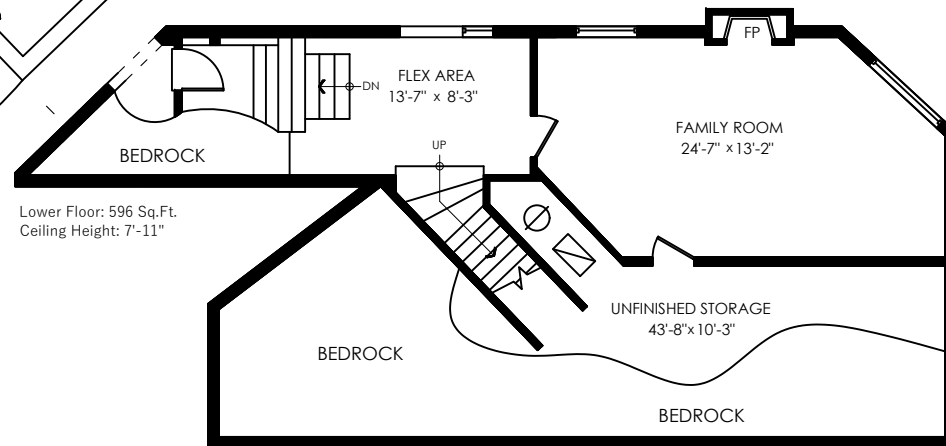 FP
FLEX AREA
13'-7" x 8'-3"
DN
FAMILY ROOM
24'-7" x 13'-2"
BEDROCK
UP
Lower Floor: 596 Sq.Ft.
Ceiling Height: 7'-11"
UNFINISHED STORAGE
43'-8" x 10'-3"
BEDROCK
BEDROCK